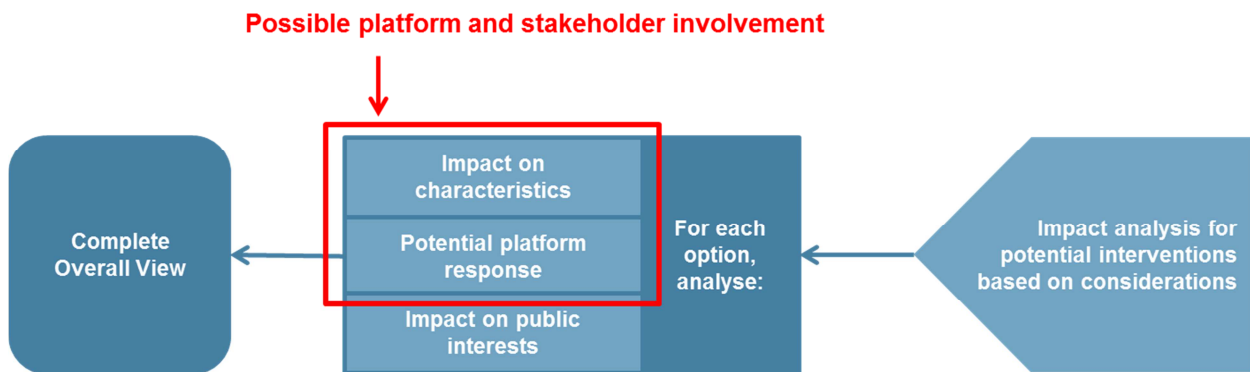 Possible platform and stakeholder involvement
Complete
Overall View
Impact on
characteristics
Potential platform
response
Impact on public
interests
For each
option,
analyse:
Impact analysis for
potential interventions
based on considerations